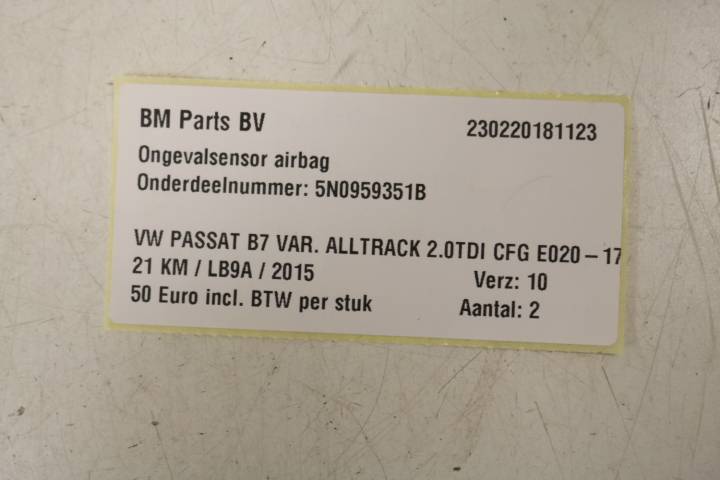 BM Parts BV 230220181123
Ongevalsensor airbag
Onderdeelnummer: 5N0959351B
VW PASSAT B7 VAR. ALLTRACK 2.0TDI CFG E020-17
21 KM / LB9A / 2015 Verz: 10
50 Euro incl. BTW per stuk Aantal: 2